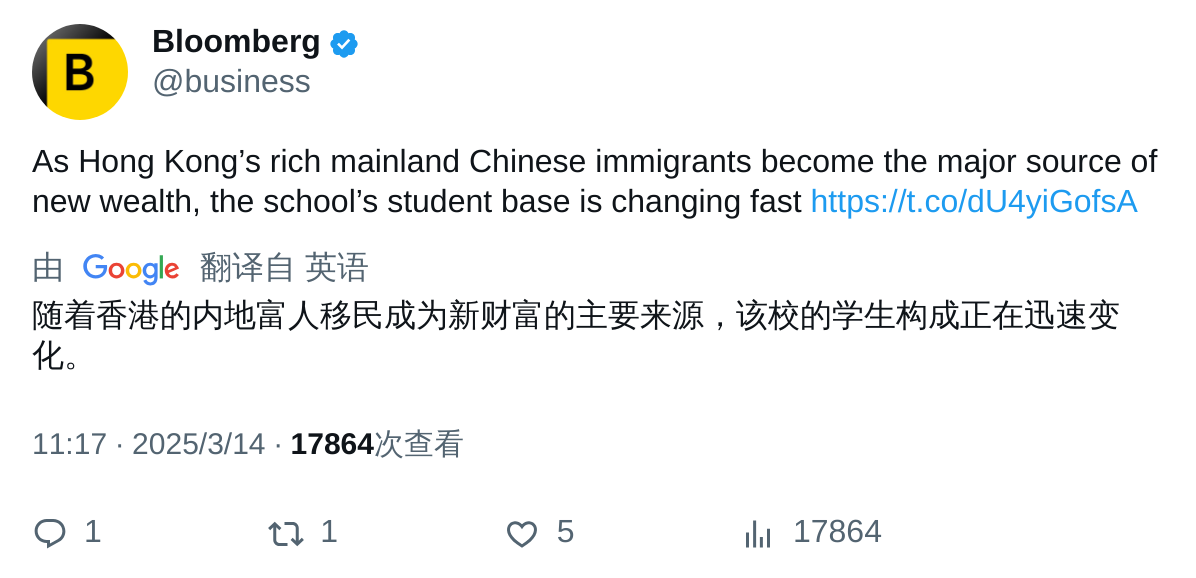 B
Bloomberg
@business
As Hong Kong’s rich mainland Chinese immigrants become the major source of
new wealth, the school’s student base is changing fast https://t.co/dU4yiGofsA
由 Google 翻译自 英语
随着香港的内地富人移民成为新财富的主要来源，该校的学生构成正在迅速变
化。
11:17 · 2025/3/14 · 17864次查看
1 1 5 17864